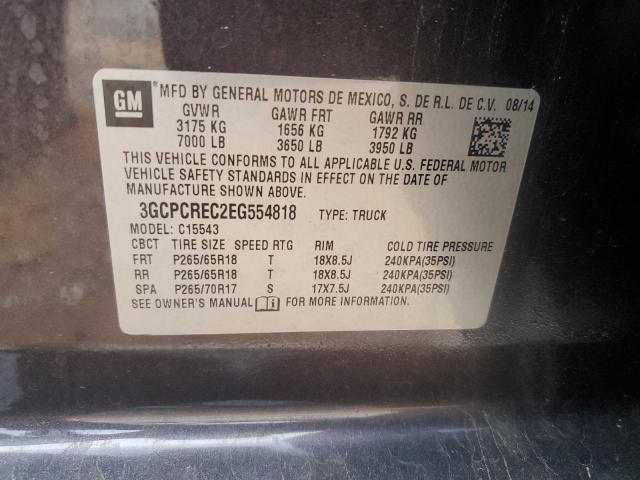 GM
® MFD BY GENERAL MOTORS DE MEXICO, S. DE R.L. DE C.V. 08/14
GVWR GAWR FRT GAWR RR
3175 KG 1656 KG 1792 KG
7000 LB 3650 LB 3950 LB
THIS VEHICLE CONFORMS TO ALL APPLICABLE U.S. FEDERAL MOTOR
VEHICLE SAFETY STANDARDS IN EFFECT ON THE DATE OF
MANUFACTURE SHOWN ABOVE.
3GCPCREC2EG554818 TYPE: TRUCK
MODEL: C15543
CBCT TIRE SIZE SPEED RTG RIM COLD TIRE PRESSURE
FRT P265/65R18 T 18X8.5J 240KPA(35PSI)
RR P265/65R18 T 18X8.5J 240KPA(35PSI)
SPA P265/70R17 S 17X7.5J 240KPA(35PSI)
SEE OWNER'S MANUAL FOR MORE INFORMATION.